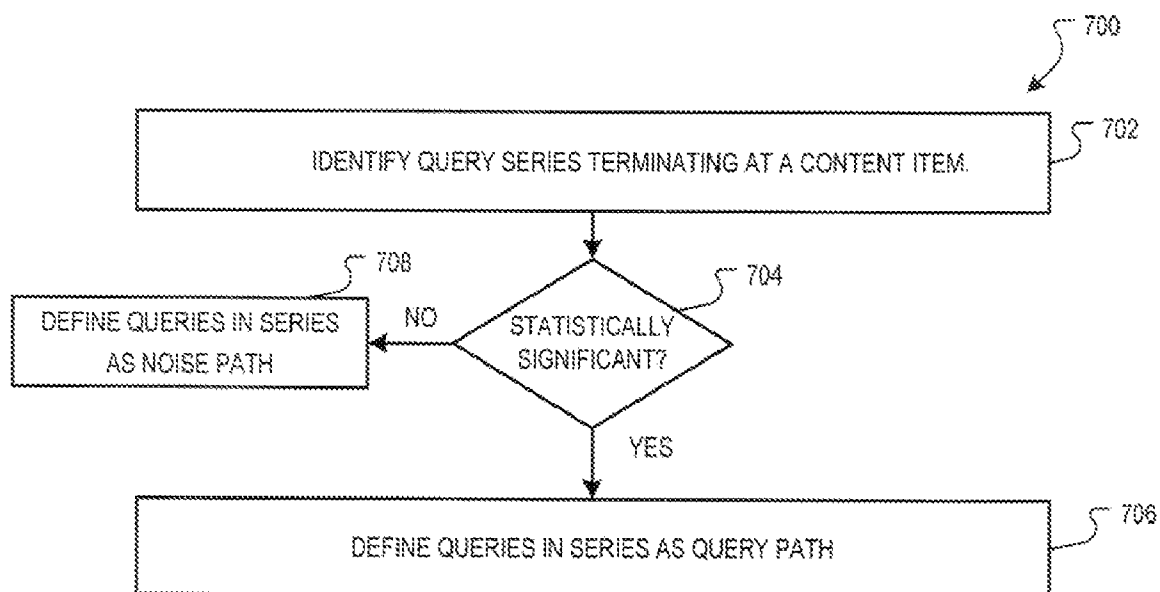 700
IDENTIFY QUERY SERIES TERMINATING AT A CONTENT ITEM.
702
STATISTICALLY
SIGNIFICANT?
704
NO
708
DEFINE QUERIES IN SERIES
AS NOISE PATH
YES
DEFINE QUERIES IN SERIES AS QUERY PATH
706